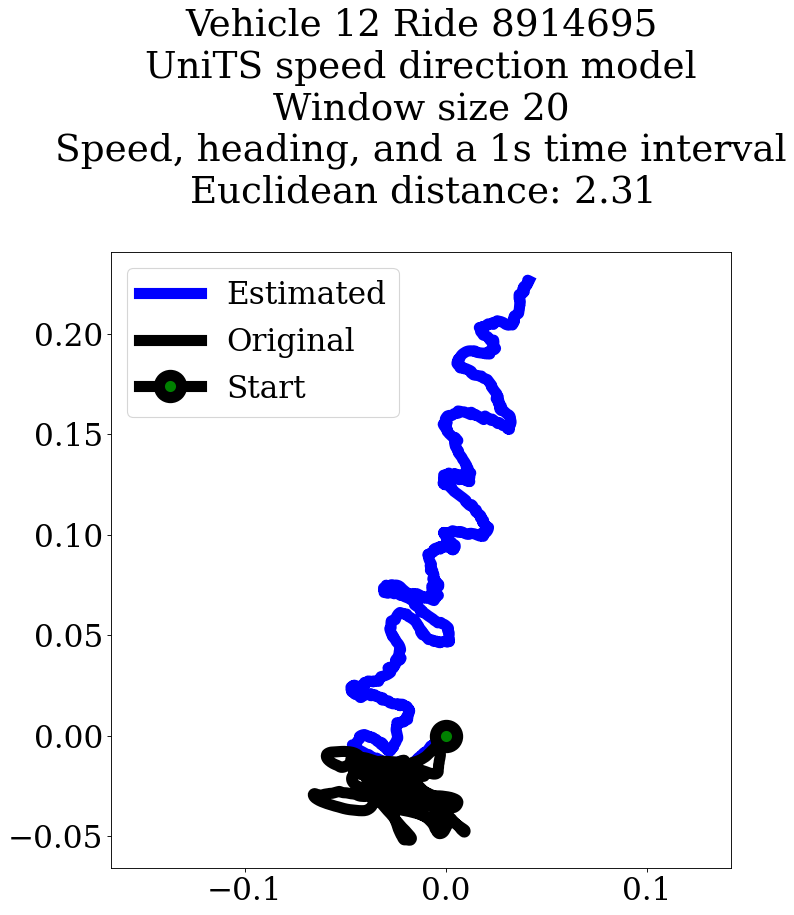 Vehicle 12 Ride 8914695
UniTS speed direction model
Window size 20
Speed, heading, and a 1s time interval
Euclidean distance: 2.31
Estimated
Original
Start
0.20
0.15
0.10
0.05
0.00
−0.05
−0.1
0.0
0.1